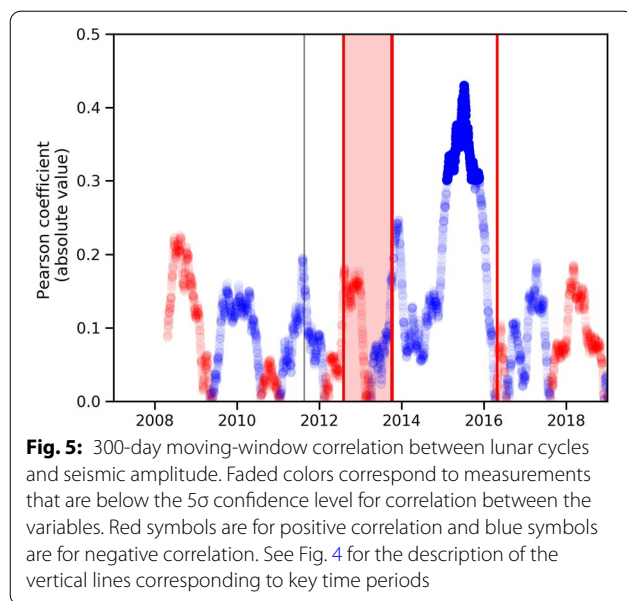 0.5
0.4
0.3
0.2
0.1
0.0
Pearson coefficient
(absolute value)
2008 2010 2012 2014 2016 2018
Fig. 5: 300-day moving-window correlation between lunar cycles
and seismic amplitude. Faded colors correspond to measurements
that are below the 5σ confidence level for correlation between the
variables. Red symbols are for positive correlation and blue symbols
are for negative correlation. See Fig. 4 for the description of the
vertical lines corresponding to key time periods